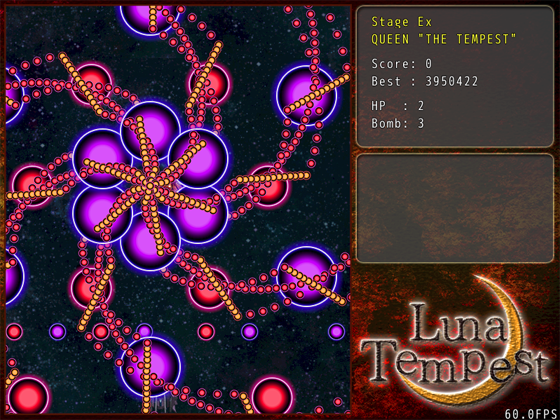 Stage Ex
QUEEN "THE TEMPEST"
Score: 0
Best : 3950422
HP  : 2
Bomb: 3
Luna
Tempest
60.0FPS